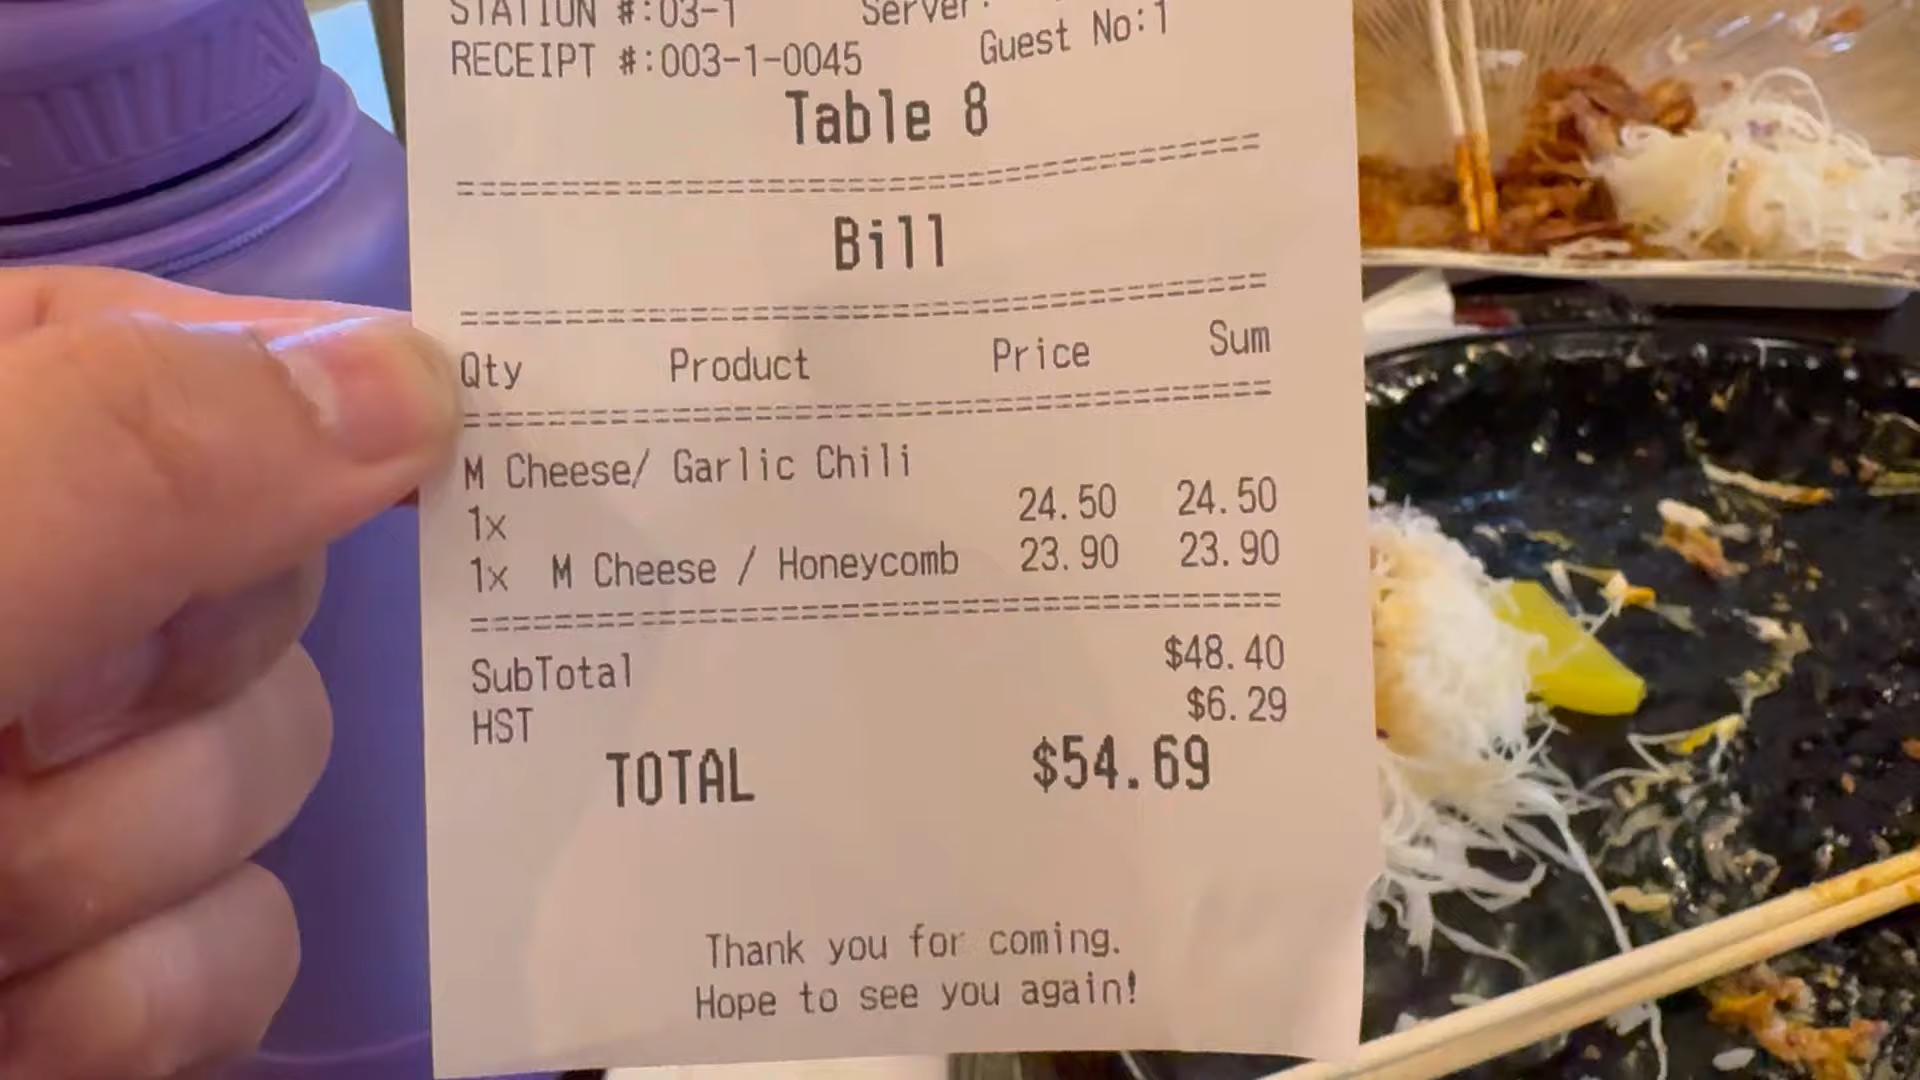 STATION #:03-1 Server:
RECEIPT #:003-1-0045 Guest No:1
Table 8
Bill
Qty Product Price Sum
M Cheese/ Garlic Chili
1x 24.50 24.50
1x M Cheese / Honeycomb 23.90 23.90
SubTotal $48.40
HST $6.29
TOTAL $54.69
Thank you for coming.
Hope to see you again!